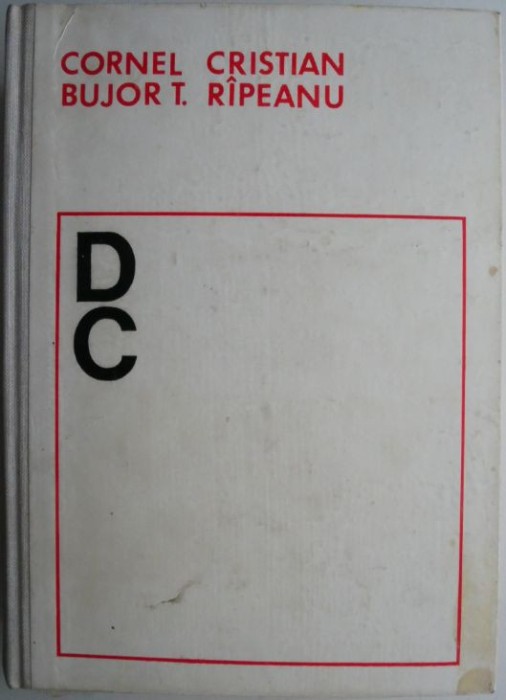 CORNEL CRISTIAN
BUJOR T. RÎPEANU
D
C